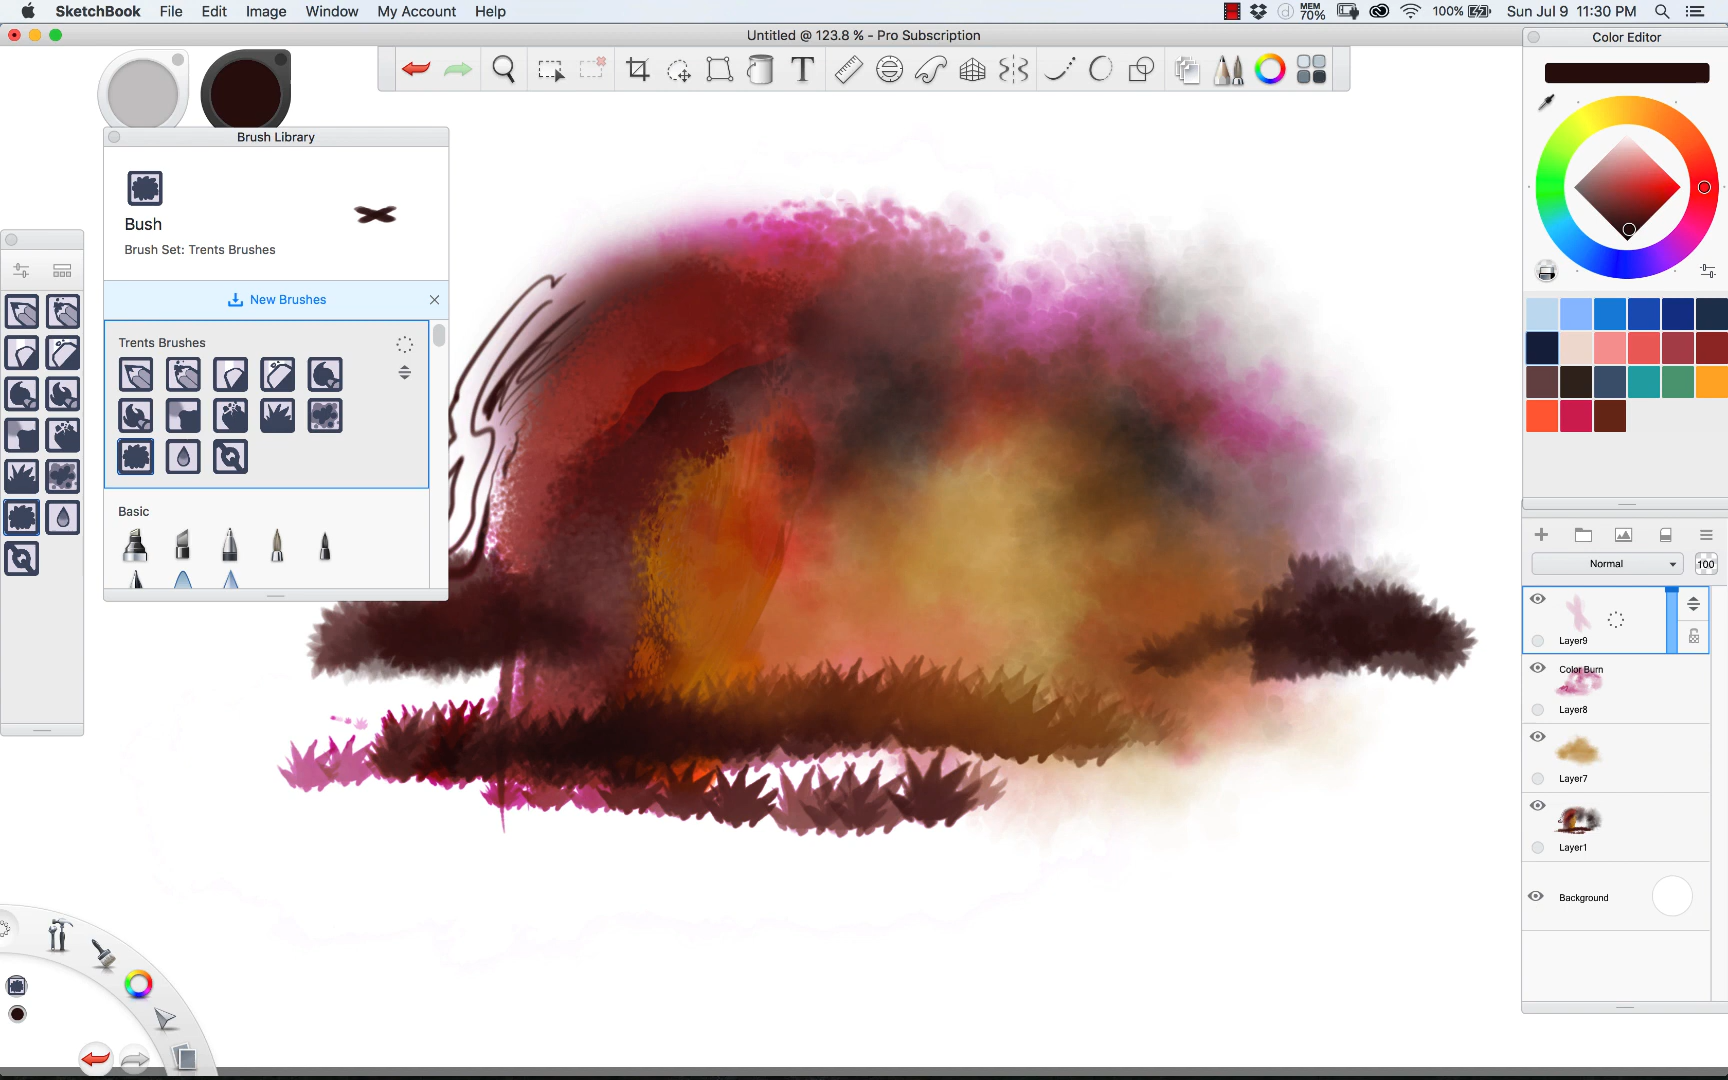 SketchBook File Edit Image Window My Account Help
MEM
70%
100%
Sun Jul 9 11:30 PM
Untitled @ 123.8 % - Pro Subscription
Color Editor
T
Brush Library
Bush
Brush Set: Trents Brushes
New Brushes
Trents Brushes
Basic
Normal
100
Layer9
Color Burn
Layer8
Layer7
Layer1
Background